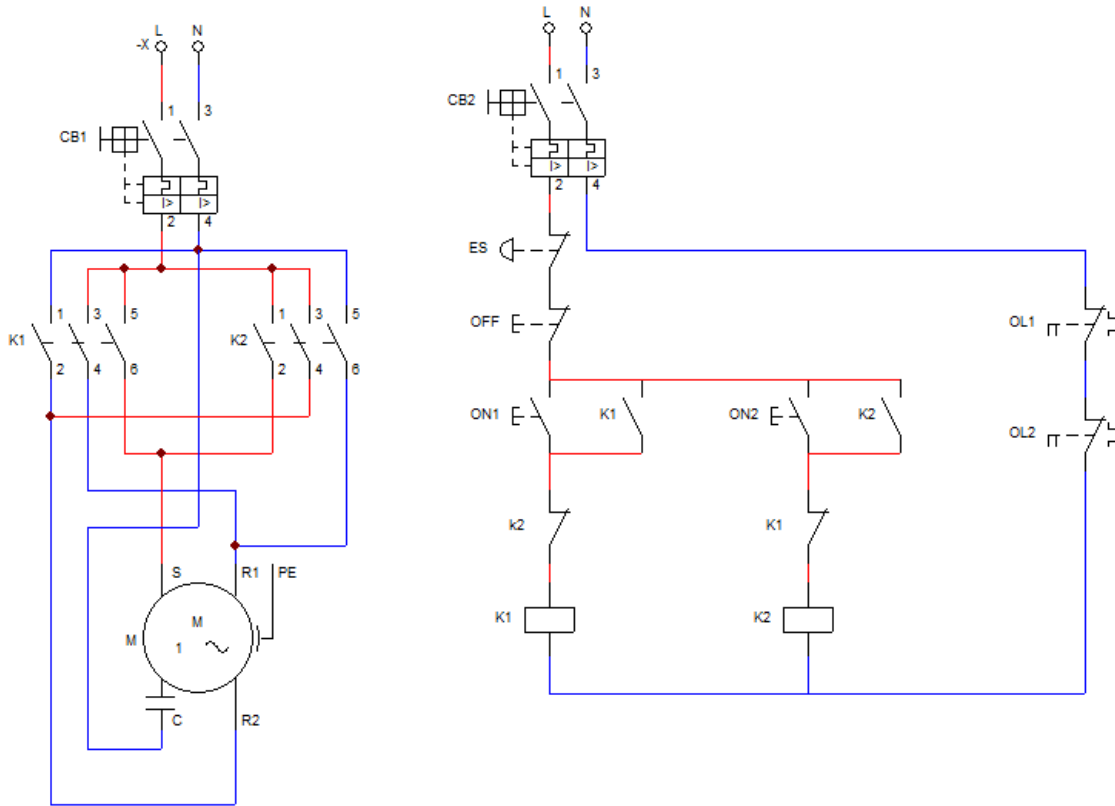 L N
-X
1 3
CB1
I> I>
2 4
1 3 5
K1
2 4 6
1 3 5
K2
2 4 6
S R1 PE
M
M
1
C R2
L N
1 3
CB2
I> I>
2 4
ES
OFF
OL1
ON1 K1 ON2 K2
OL2
k2 K1
K1 K2